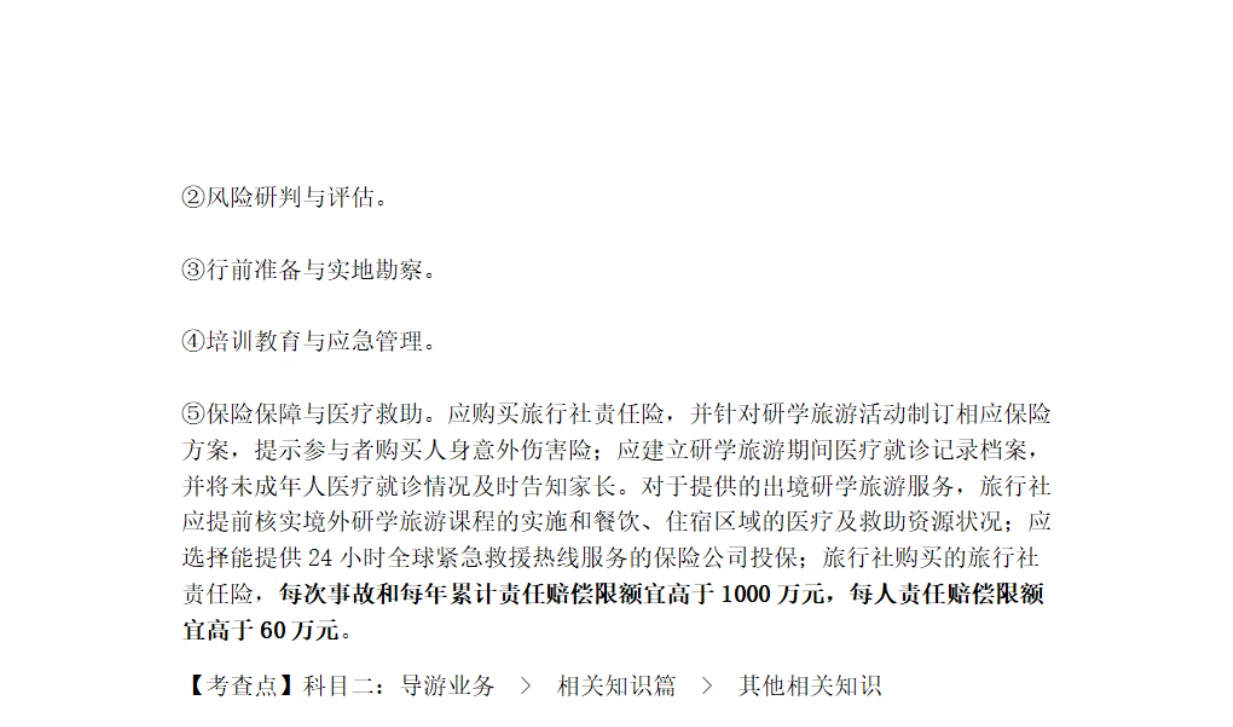 ②风险研判与评估。
③行前准备与实地勘察。
④培训教育与应急管理。
⑤保险保障与医疗救助。应购买旅行社责任险，并针对研学旅游活动制订相应保险
方案，提示参与者购买人身意外伤害险；应建立研学旅游期间医疗就诊记录档案，
并将未成年人医疗就诊情况及时告知家长。对于提供的出境研学旅游服务，旅行社
应提前核实境外研学旅游课程的实施和餐饮、住宿区域的医疗及救助资源状况；应
选择能提供 24 小时全球紧急救援热线服务的保险公司投保；旅行社购买的旅行社
责任险，每次事故和每年累计责任赔偿限额宜高于 1000 万元，每人责任赔偿限额
宜高于 60 万元。
【考查点】科目二：导游业务 > 相关知识篇 > 其他相关知识